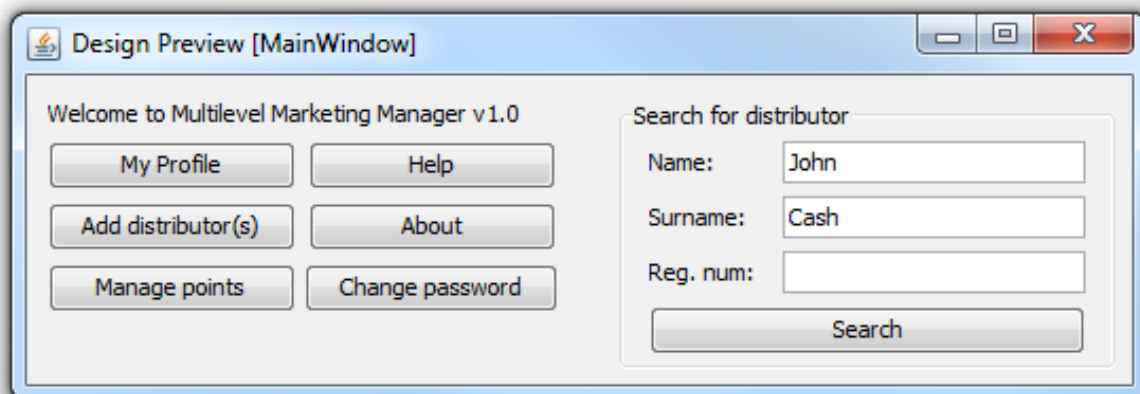 Design Preview [MainWindow]
Welcome to Multilevel Marketing Manager v1.0
My Profile Help
Add distributor(s) About
Manage points Change password
Search for distributor
Name: John
Surname: Cash
Reg. num:
Search